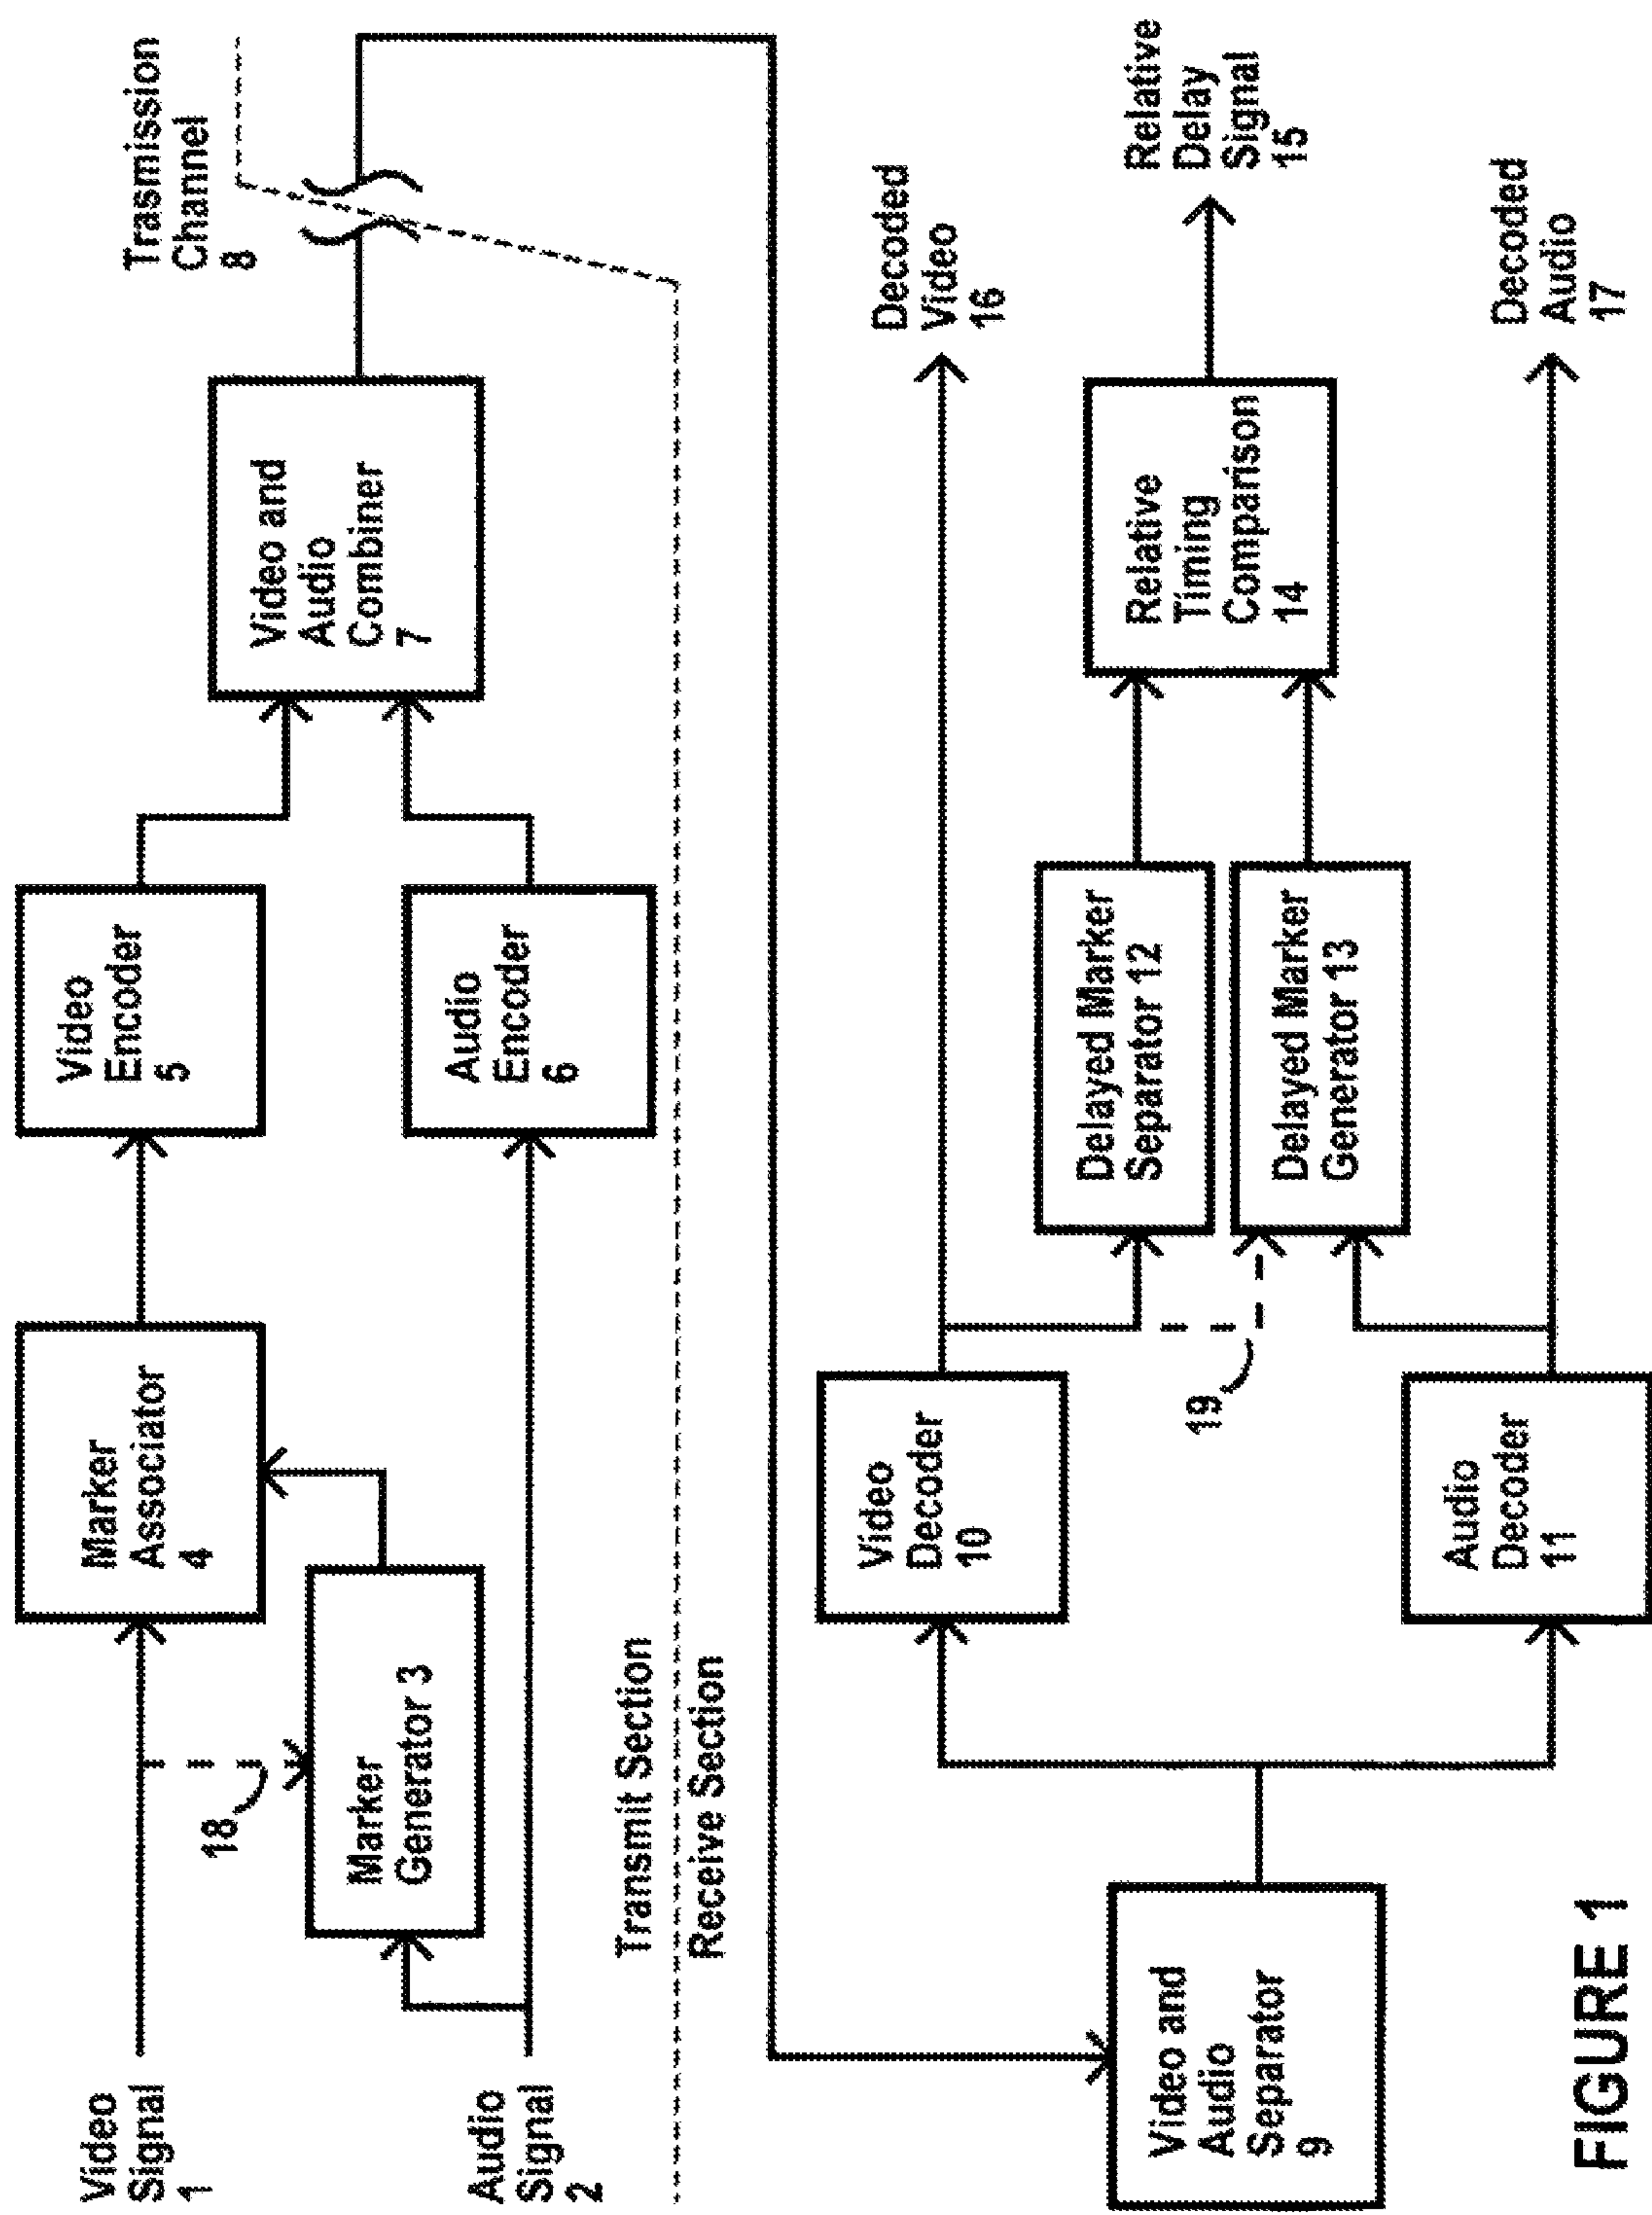 Video
Signal
1
Audio
Signal
2
18
Marker
Generator 3
Marker
Associator
4
Video
Encoder
5
Audio
Encoder
6
Video and
Audio
Combiner
7
Trasmission
Channel
8
Transmit Section
Receive Section
Video and
Audio
Separator
9
Video
Decoder
10
Audio
Decoder
11
19
Delayed Marker
Separator 12
Delayed Marker
Generator 13
Relative
Timing
Comparison
14
Decoded
Video
16
Relative
Delay
Signal
15
Decoded
Audio
17
FIGURE 1